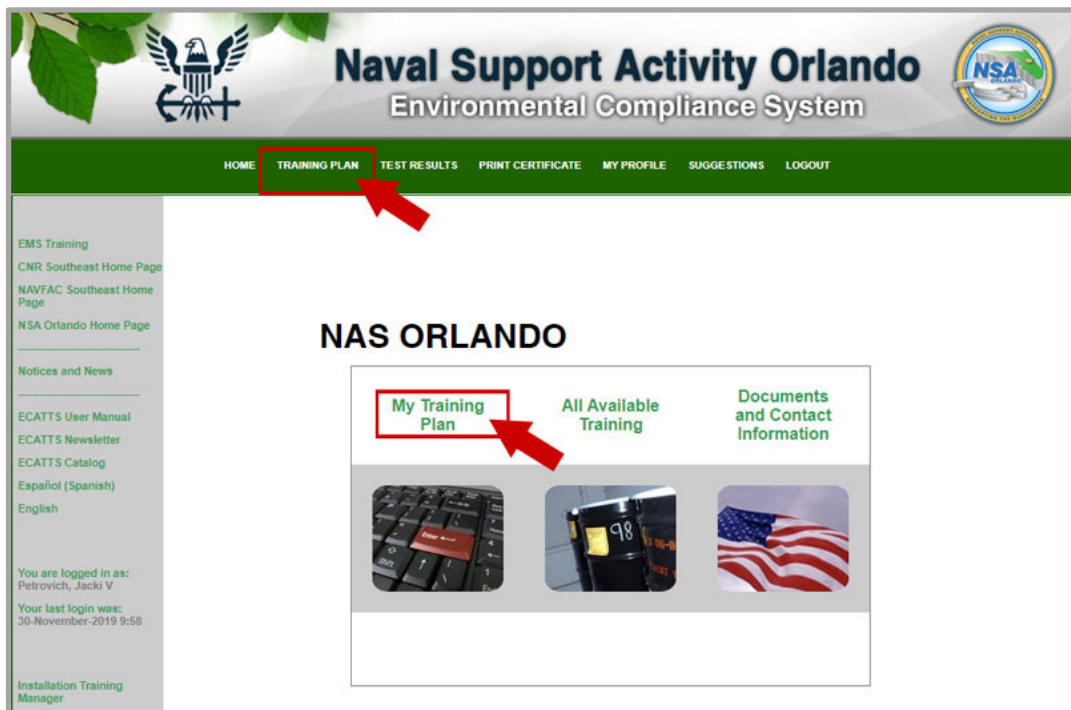 Naval Support Activity Orlando
Environmental Compliance System
NSA
ORLANDO
HOME TRAINING PLAN TEST RESULTS PRINT CERTIFICATE MY PROFILE SUGGESTIONS LOGOUT
EMS Training
CNR Southeast Home Page
NAVFAC Southeast Home
Page
NSA Orlando Home Page
--------------------------------
Notices and News
--------------------------------
ECATTS User Manual
ECATTS Newsletter
ECATTS Catalog
Español (Spanish)
English
You are logged in as:
Petrovich, Jacki V
Your last login was:
30-November-2019 9:58
Installation Training
Manager
NAS ORLANDO
My Training
Plan
All Available
Training
Documents
and Contact
Information
Enter
Shift
98